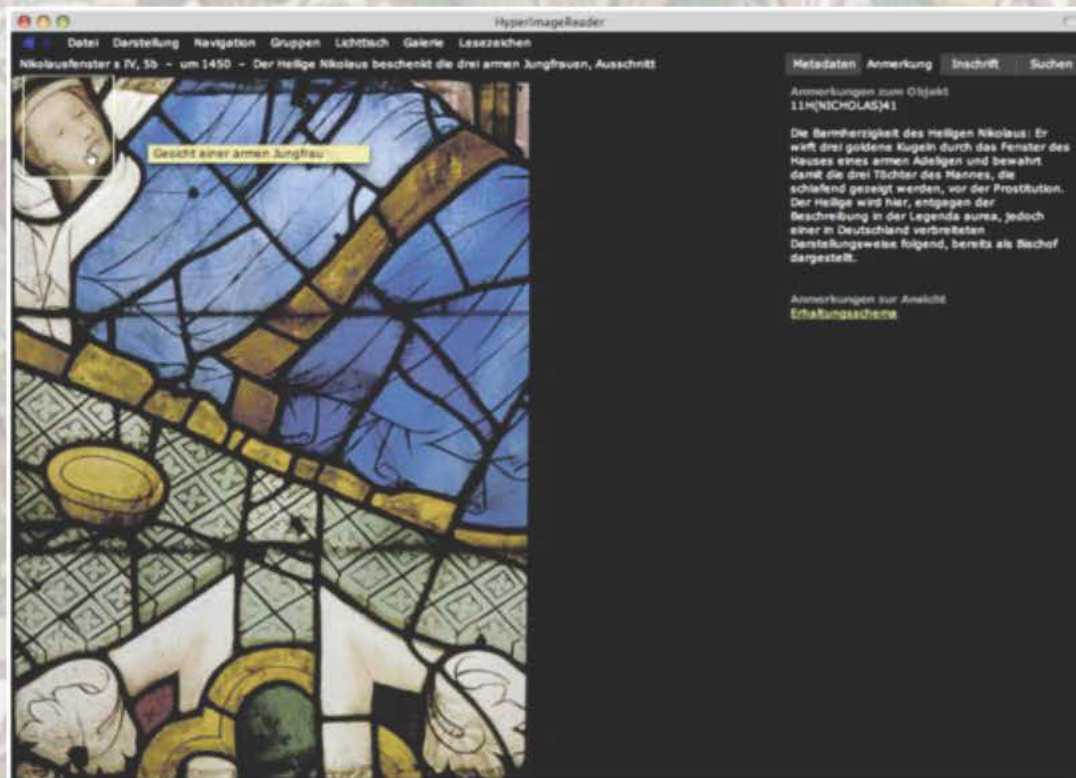 HyperImageReader
Datei Darstellung Navigation Gruppen Lichttisch Galerie Lesezeichen
Nikolausfenster s IV, 5b - um 1450 - Der Heilige Nikolaus beschenkt die drei armen Jungfrauen, Ausschnitt
Metadaten Anmerkung Inschrift Suchen
Gesicht einer armen Jungfrau
Anmerkungen zum Objekt
11H(NICHOLAS)41
Die Barmherzigkeit des Heiligen Nikolaus: Er
wirft drei goldene Kugeln durch das Fenster des
Hauses eines armen Adeligen und bewahrt
damit die drei Töchter des Mannes, die
schlafend gezeigt werden, vor der Prostitution.
Der Heilige wird hier, entgegen der
Beschreibung in der Legenda aurea, jedoch
einer in Deutschland verbreiteten
Darstellungsweise folgend, bereits als Bischof
dargestellt.
Anmerkungen zur Ansicht
Erhaltungsschema